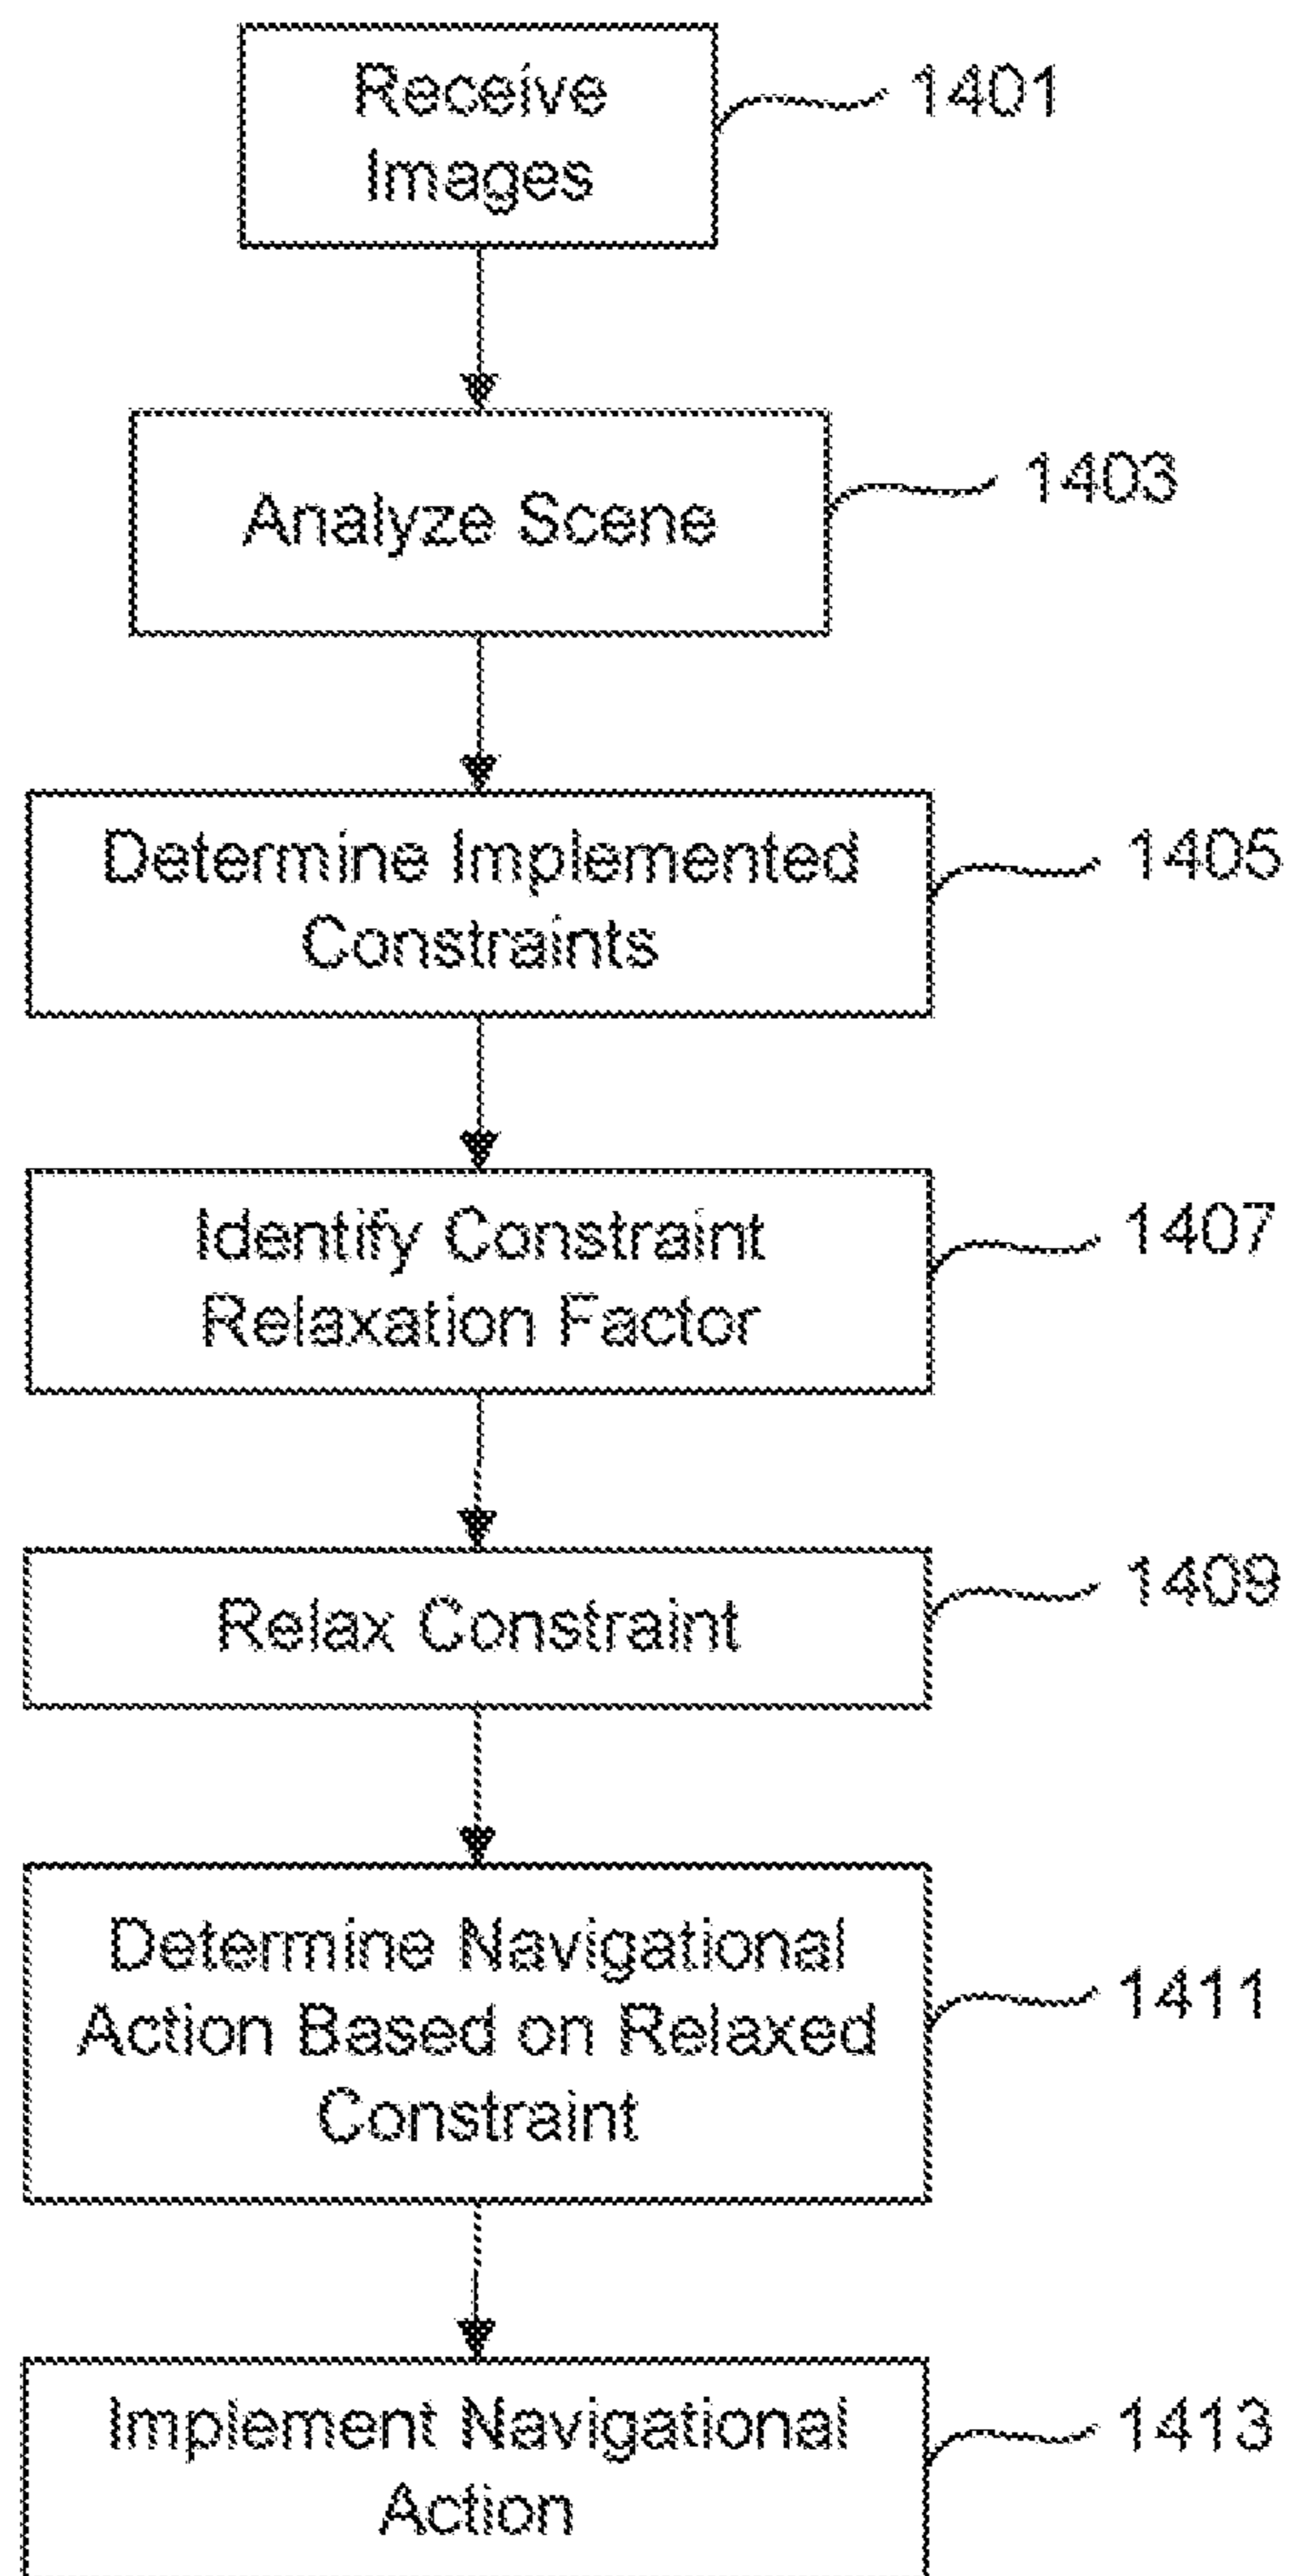 Receive
Images
1401
Analyze Scene
1403
Determine Implemented
Constraints
1405
Identify Constraint
Relaxation Factor
1407
Relax Constraint
1409
Determine Navigational
Action Based on Relaxed
Constraint
1411
Implement Navigational
Action
1413